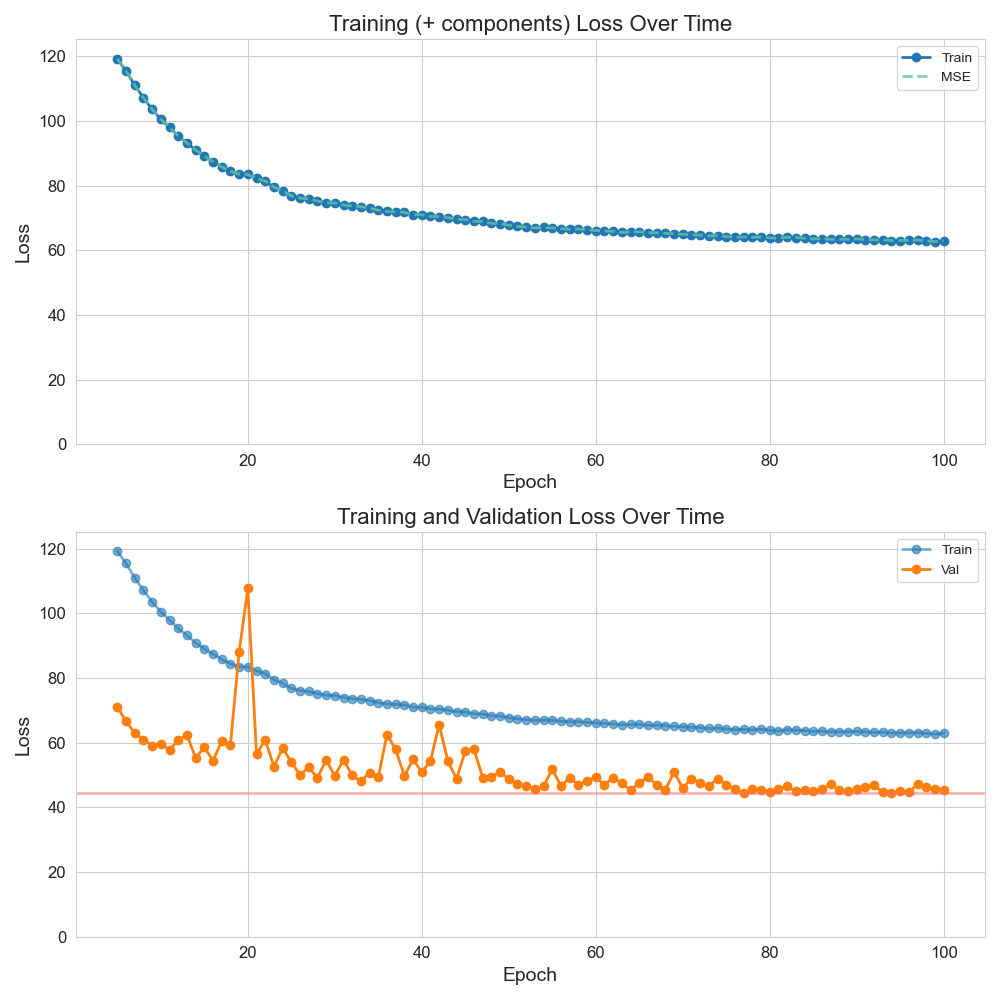 Training (+ components) Loss Over Time
Train
MSE
120
100
80
60
40
20
0
Loss
20 40 60 80 100
Epoch
Training and Validation Loss Over Time
Train
Val
120
100
80
60
40
20
0
Loss
20 40 60 80 100
Epoch